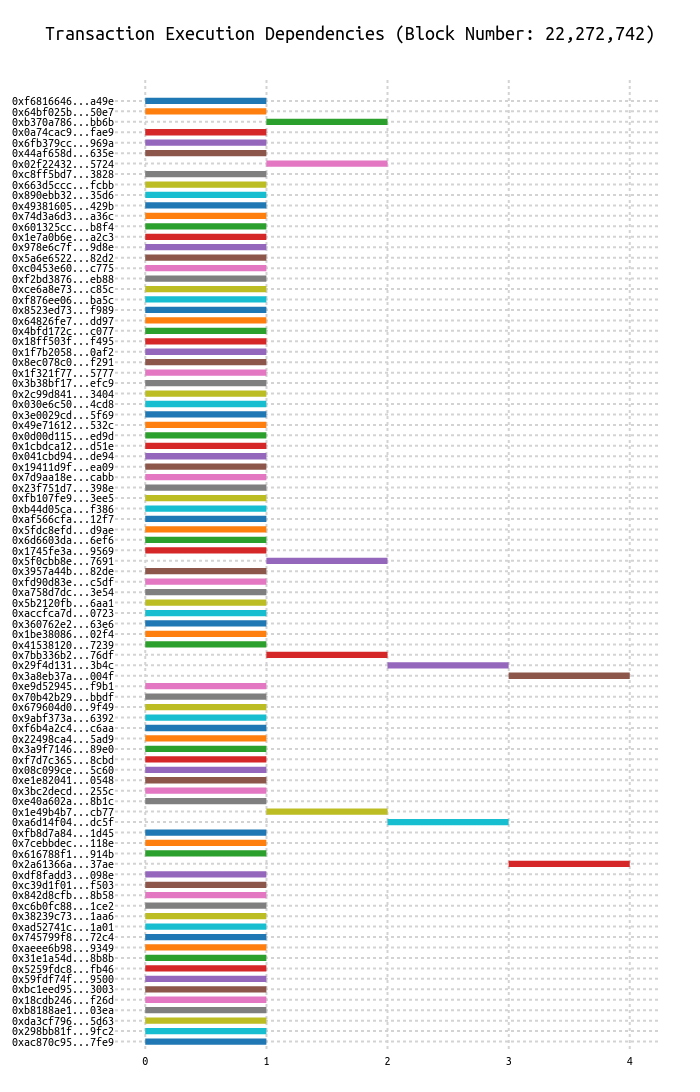 Transaction Execution Dependencies (Block Number: 22,272,742)
0xf6816646...a49e
0x64bf025b...50e7
0xb370a786...bb6b
0x0a74cac9...fae9
0x6fb379cc...969a
0x44af658d...635e
0x02f22432...5724
0xc8ff5bd7...3828
0x663d5ccc...fcbb
0x890ebb32...35d6
0x49381605...429b
0x74d3a6d3...a36c
0x601325cc...b8f4
0x1e7a0b6e...a2c3
0x978e6c7f...9d8e
0x5a6e6522...82d2
0xc0453e60...c775
0xf2bd3876...eb88
0xce6a8e73...c85c
0xf876ee06...ba5c
0x8523ed73...f989
0x64826fe7...dd97
0x4bfd172c...c077
0x18ff503f...f495
0x1f7b2058...0af2
0x8ec078c0...f291
0x1f321f77...5777
0x3b38bf17...efc9
0x2c99d841...3404
0x030e6c50...4cd8
0x3e0029cd...5f69
0x49e71612...532c
0x0d00d115...ed9d
0x1cbdca12...d51e
0x041cbd94...de94
0x19411d9f...ea09
0x7d9aa18e...cabb
0x23f751d7...398e
0xfb107fe9...3ee5
0xb44d05ca...f386
0xaf566cfa...12f7
0x5fdc8efd...d9ae
0x6d6603da...6ef6
0x1745fe3a...9569
0x5f0cbb8e...7691
0x3957a44b...82de
0xfd90d83e...c5df
0xa758d7dc...3e54
0x5b2120fb...6aa1
0xaccfca7d...0723
0x360762e2...63e6
0x1be38086...02f4
0x41538120...7239
0x7bb336b2...76df
0x29f4d131...3b4c
0x3a8eb37a...004f
0xe9d52945...f9b1
0x70b42b29...bbdf
0x679604d0...9f49
0x9abf373a...6392
0xf6b4a2c4...c6aa
0x22498ca4...5ad9
0x3a9f7146...89e0
0xf7d7c365...8cbd
0x08c099ce...5c60
0xe1e82041...0548
0x3bc2decd...255c
0xe40a602a...8b1c
0x1e49b4b7...cb77
0xa6d14f04...dc5f
0xfb8d7a84...1d45
0x7cebbdec...118e
0x616788f1...914b
0x2a61366a...37ae
0xdf8fadd3...098e
0xc39d1f01...f503
0x842d8cfb...8b58
0xc6b0fc88...1ce2
0x38239c73...1aa6
0xad52741c...1a01
0x745799f8...72c4
0xaeee6b98...9349
0x31e1a54d...8b8b
0x5259fdc8...fb46
0x59fdf74f...9500
0xbc1eed95...3003
0x18cdb246...f26d
0xb8188ae1...03ea
0xda3cf796...5d63
0x298bb81f...9fc2
0xac870c95...7fe9
0 1 2 3 4